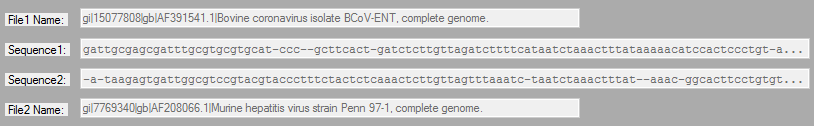 File1 Name: gi|15077808|gb|AF391541.1|Bovine coronavirus isolate BCoV-ENT, complete genome.
Sequence1: gattgcgagcgatttgcgtgcgtgcat-ccc--gcttcact-gatctcttgttagatcttttcataatctaaactttataaaaacatccactccctgt-a...
Sequence2: -a-taagagtgattggcgtccgtacgtaccctttctactctcaaactcttgttagtttaaatc-taatctaaactttat--aaac-ggcacttcctgtgt...
File2 Name: gi|7769340|gb|AF208066.1|Murine hepatitis virus strain Penn 97-1, complete genome.